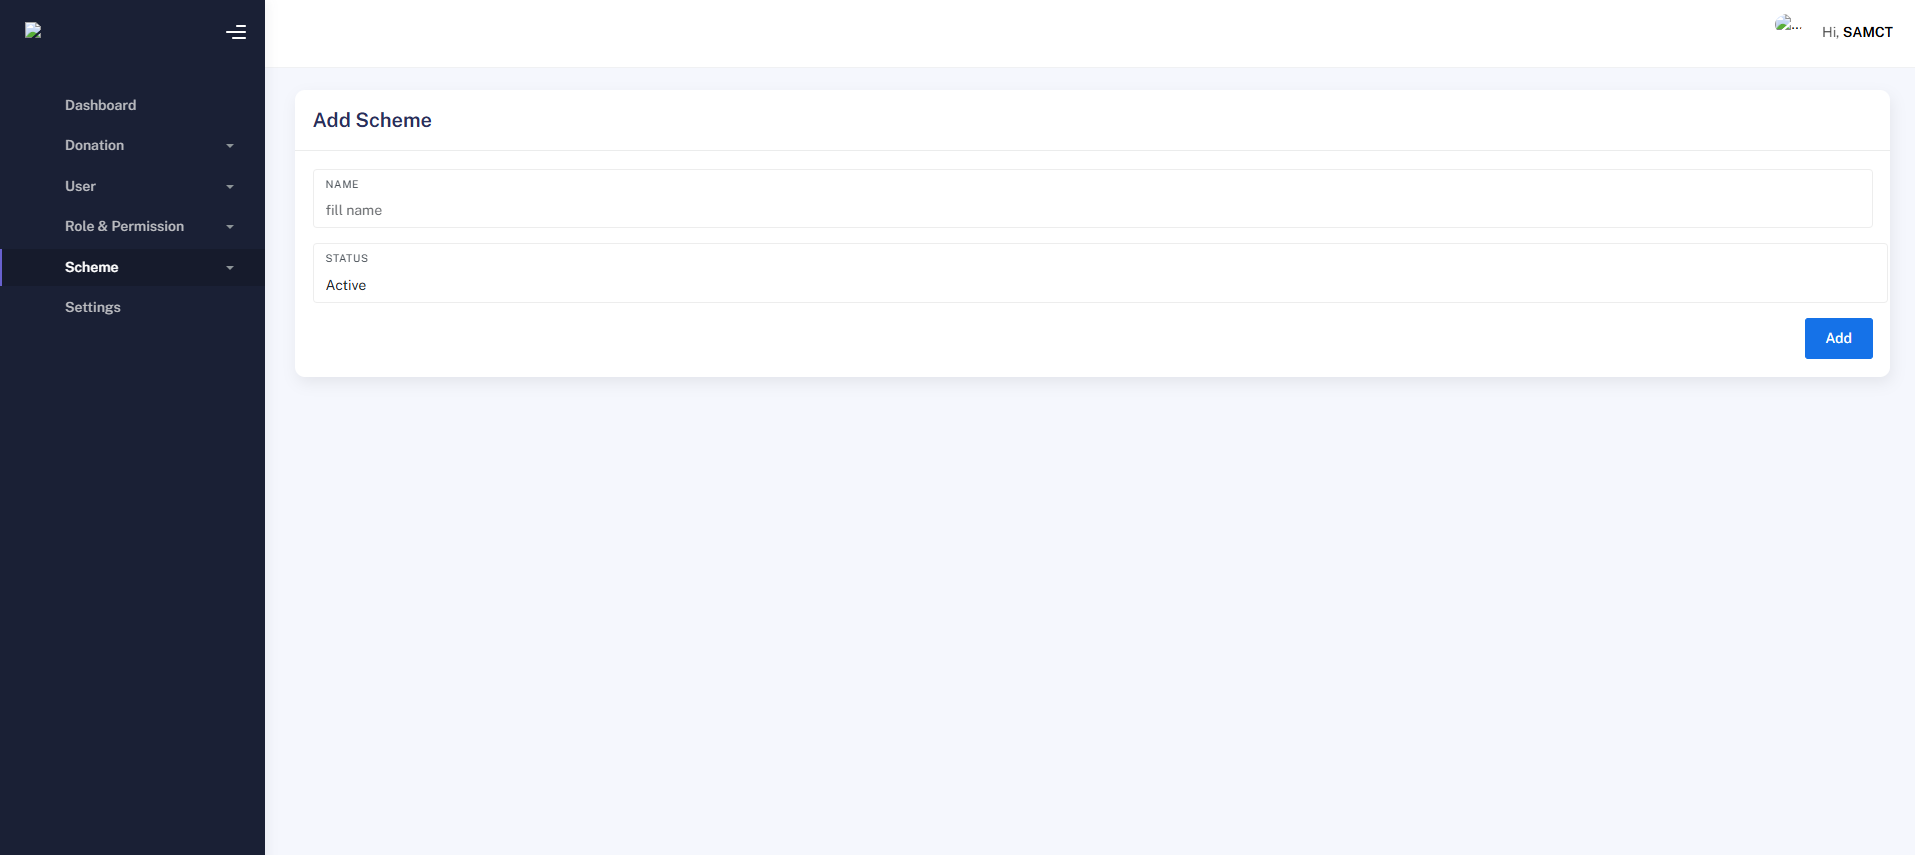 Hi, SAMCT
Dashboard
Donation
User
Role & Permission
Scheme
Settings
Add Scheme
NAME
fill name
STATUS
Active
Add